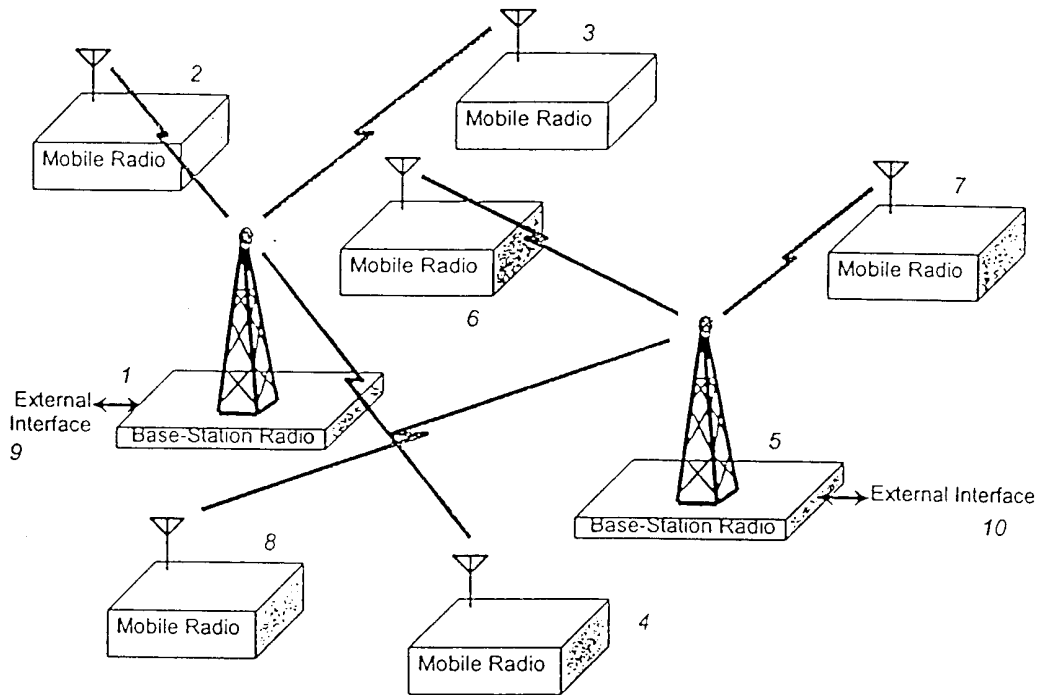 3
2
Mobile Radio
Mobile Radio
7
Mobile Radio
Mobile Radio
6
1
External
Interface
9
Base-Station Radio
5
External Interface
Base-Station Radio
10
8
Mobile Radio
4
Mobile Radio